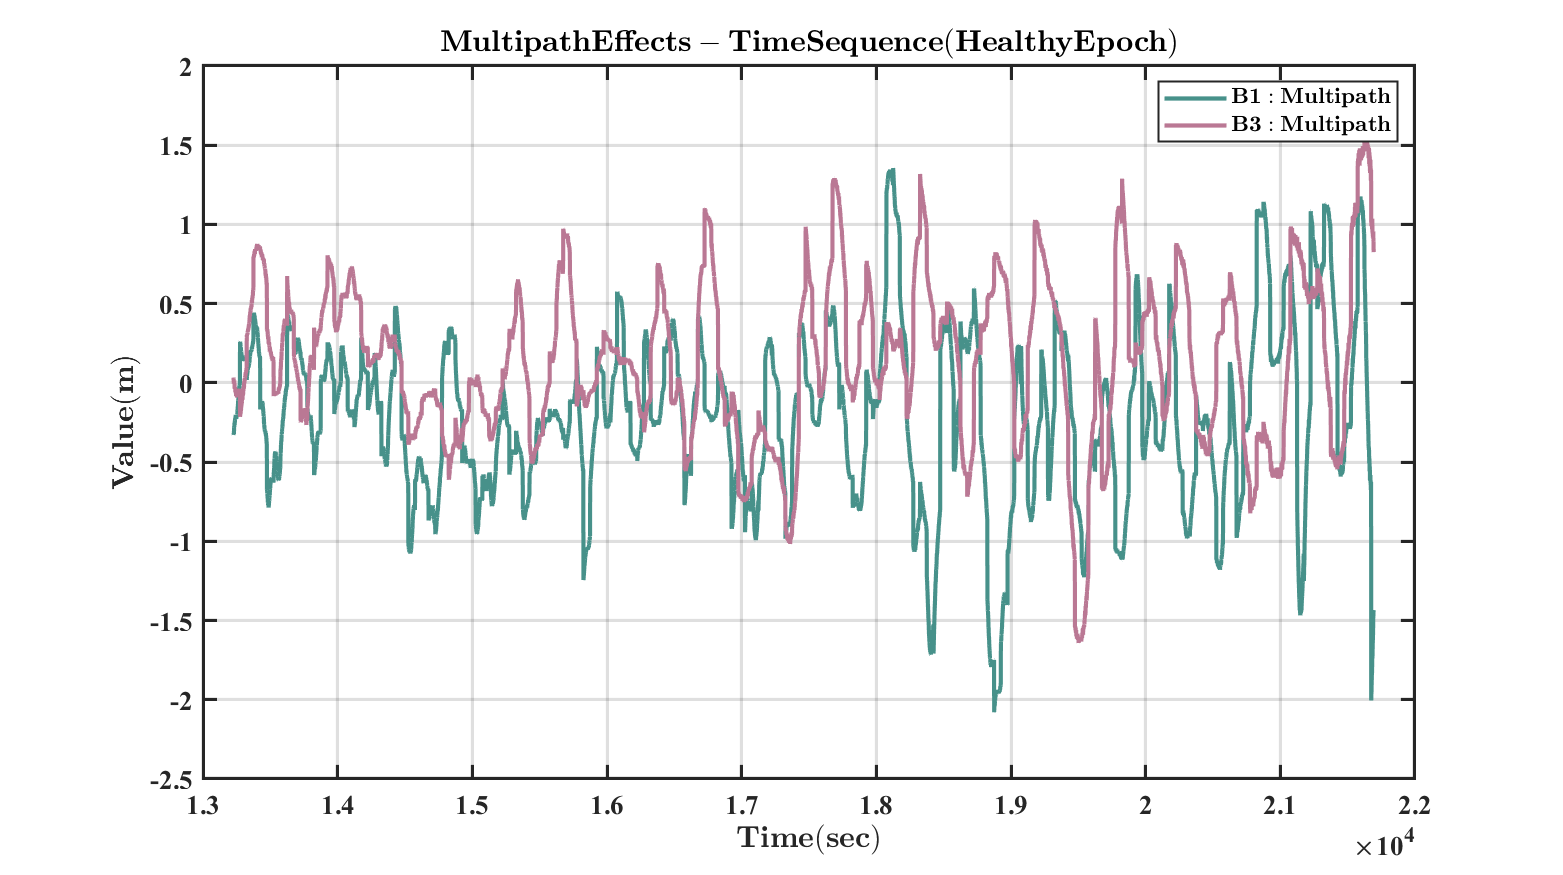 MultipathEffects – TimeSequence(HealthyEpoch)
B1 : Multipath
B3 : Multipath
2
1.5
1
0.5
0
-0.5
-1
-1.5
-2
-2.5
Value(m)
1.3 1.4 1.5 1.6 1.7 1.8 1.9 2 2.1 2.2
Time(sec)
×10⁴